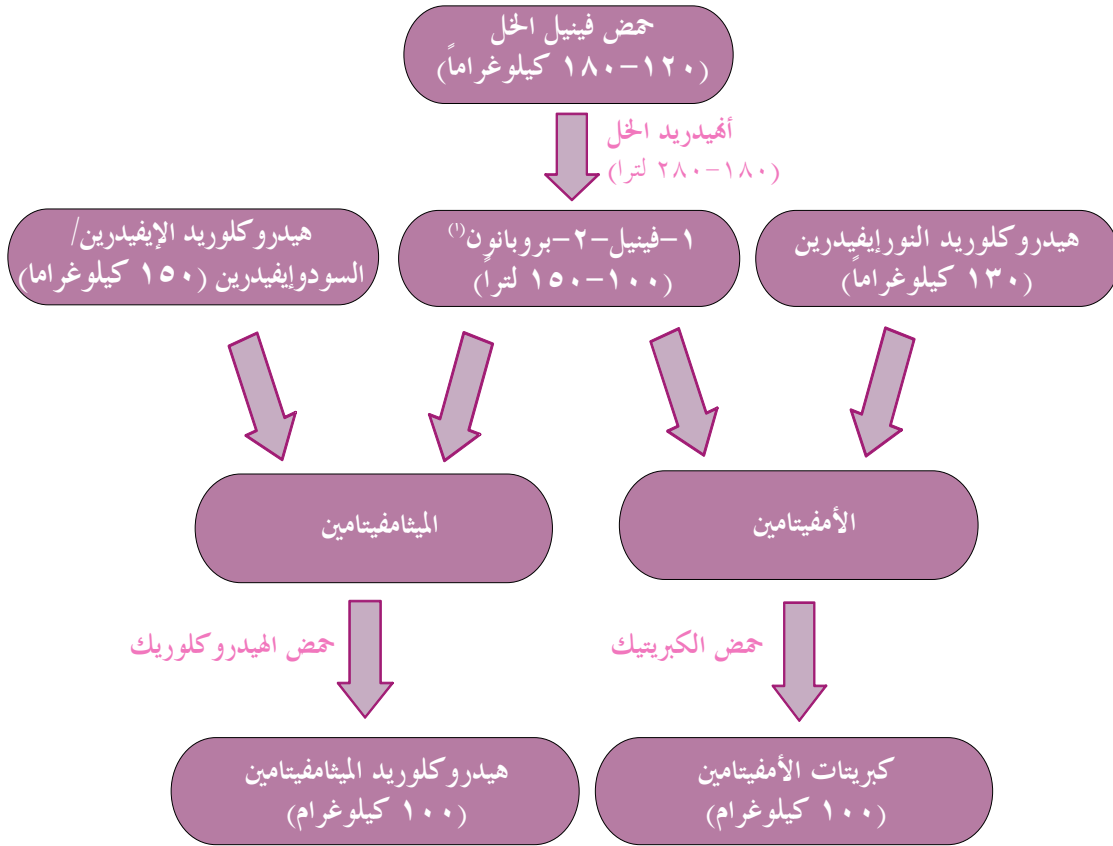 حمض فينيل الخل
(١٢٠-١٨٠ كيلوغراماً)
أنهيدريد الخل
(١٨٠-٢٨٠ لترا)
هيدروكلوريد النورإيفيدرين
(١٣٠ كيلوغراماً)
١-فينيل-٢-بروبانون(١)
(١٠٠-١٥٠ لتراً)
هيدروكلوريد الإيفيدرين/
السودوإيفيدرين (١٥٠ كيلوغراما)
الأمفيتامين
الميثامفيتامين
حمض الكبريتيك
حمض الهيدروكلوريك
كبريتات الأمفيتامين
(١٠٠ كيلوغرام)
هيدروكلوريد الميثامفيتامين
(١٠٠ كيلوغرام)